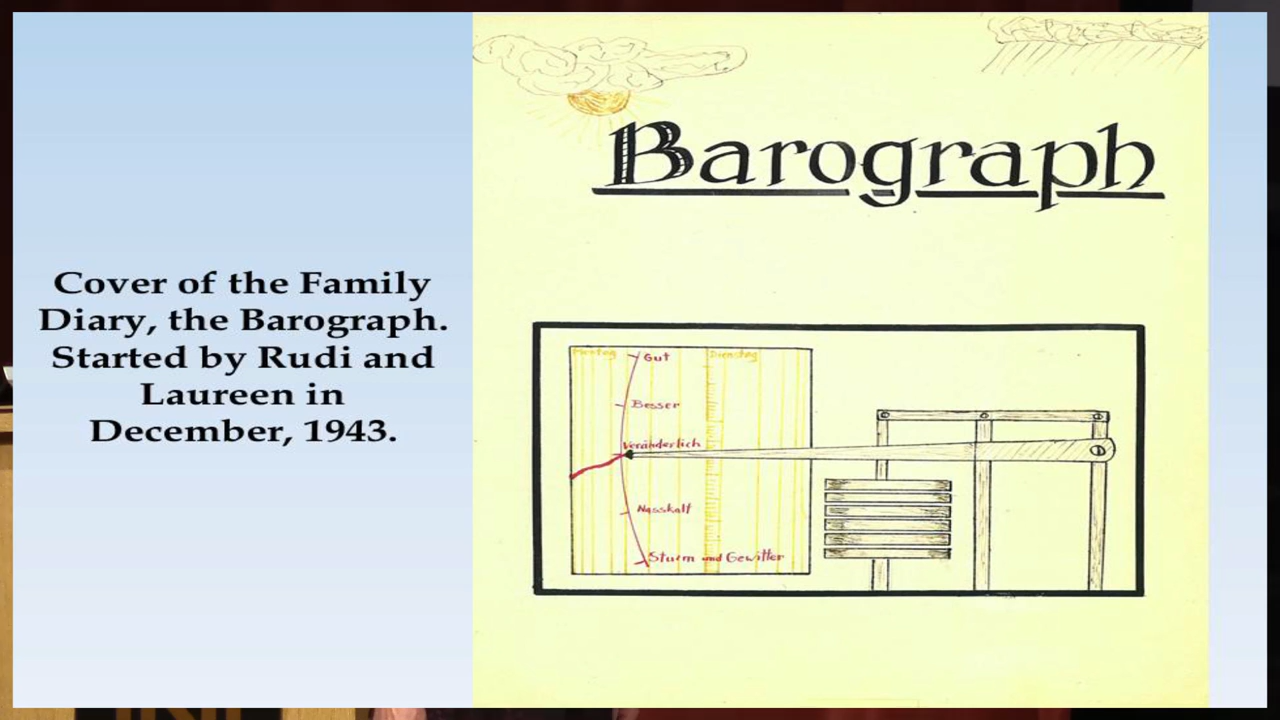 Cover of the Family
Diary, the Barograph.
Started by Rudi and
Laureen in
December, 1943.
Barograph
Montag
Gut
Dienstag
Besser
Veränderlich
Nasskalt
Sturm und Gewitter